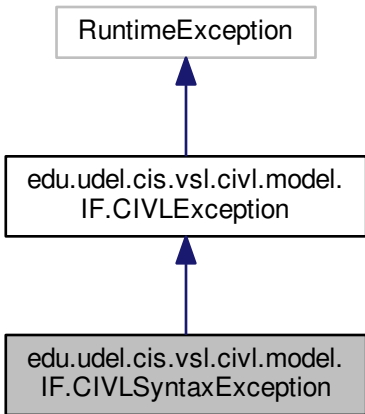 RuntimeException
edu.udel.cis.vsl.civl.model.
IF.CIVLException
edu.udel.cis.vsl.civl.model.
IF.CIVLSyntaxException